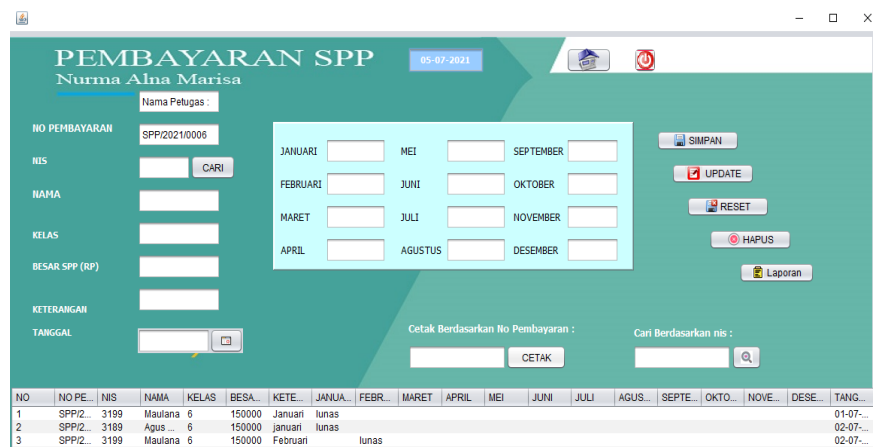 PEMBAYARAN SPP
05-07-2021
Nurma Alna Marisa
Nama Petugas :
NO PEMBAYARAN SPP/2021/0006
NIS CARI
NAMA
KELAS
BESAR SPP (RP)
KETERANGAN
TANGGAL
JANUARI MEI SEPTEMBER
FEBRUARI JUNI OKTOBER
MARET JULI NOVEMBER
APRIL AGUSTUS DESEMBER
SIMPAN
UPDATE
RESET
HAPUS
Laporan
Cetak Berdasarkan No Pembayaran :
CETAK
Cari Berdasarkan nis :
NO NO PE... NIS NAMA KELAS BESA... KETE... JANUA... FEBR... MARET APRIL MEI JUNI JULI AGUS... SEPTE... OKTO... NOVE... DESE... TANG...
1 SPP/2... 3199 Maulana 6 150000 Januari lunas 01-07-...
2 SPP/2... 3189 Agus ... 6 150000 januari lunas 02-07-...
3 SPP/2... 3199 Maulana 6 150000 Februari lunas 02-07-...